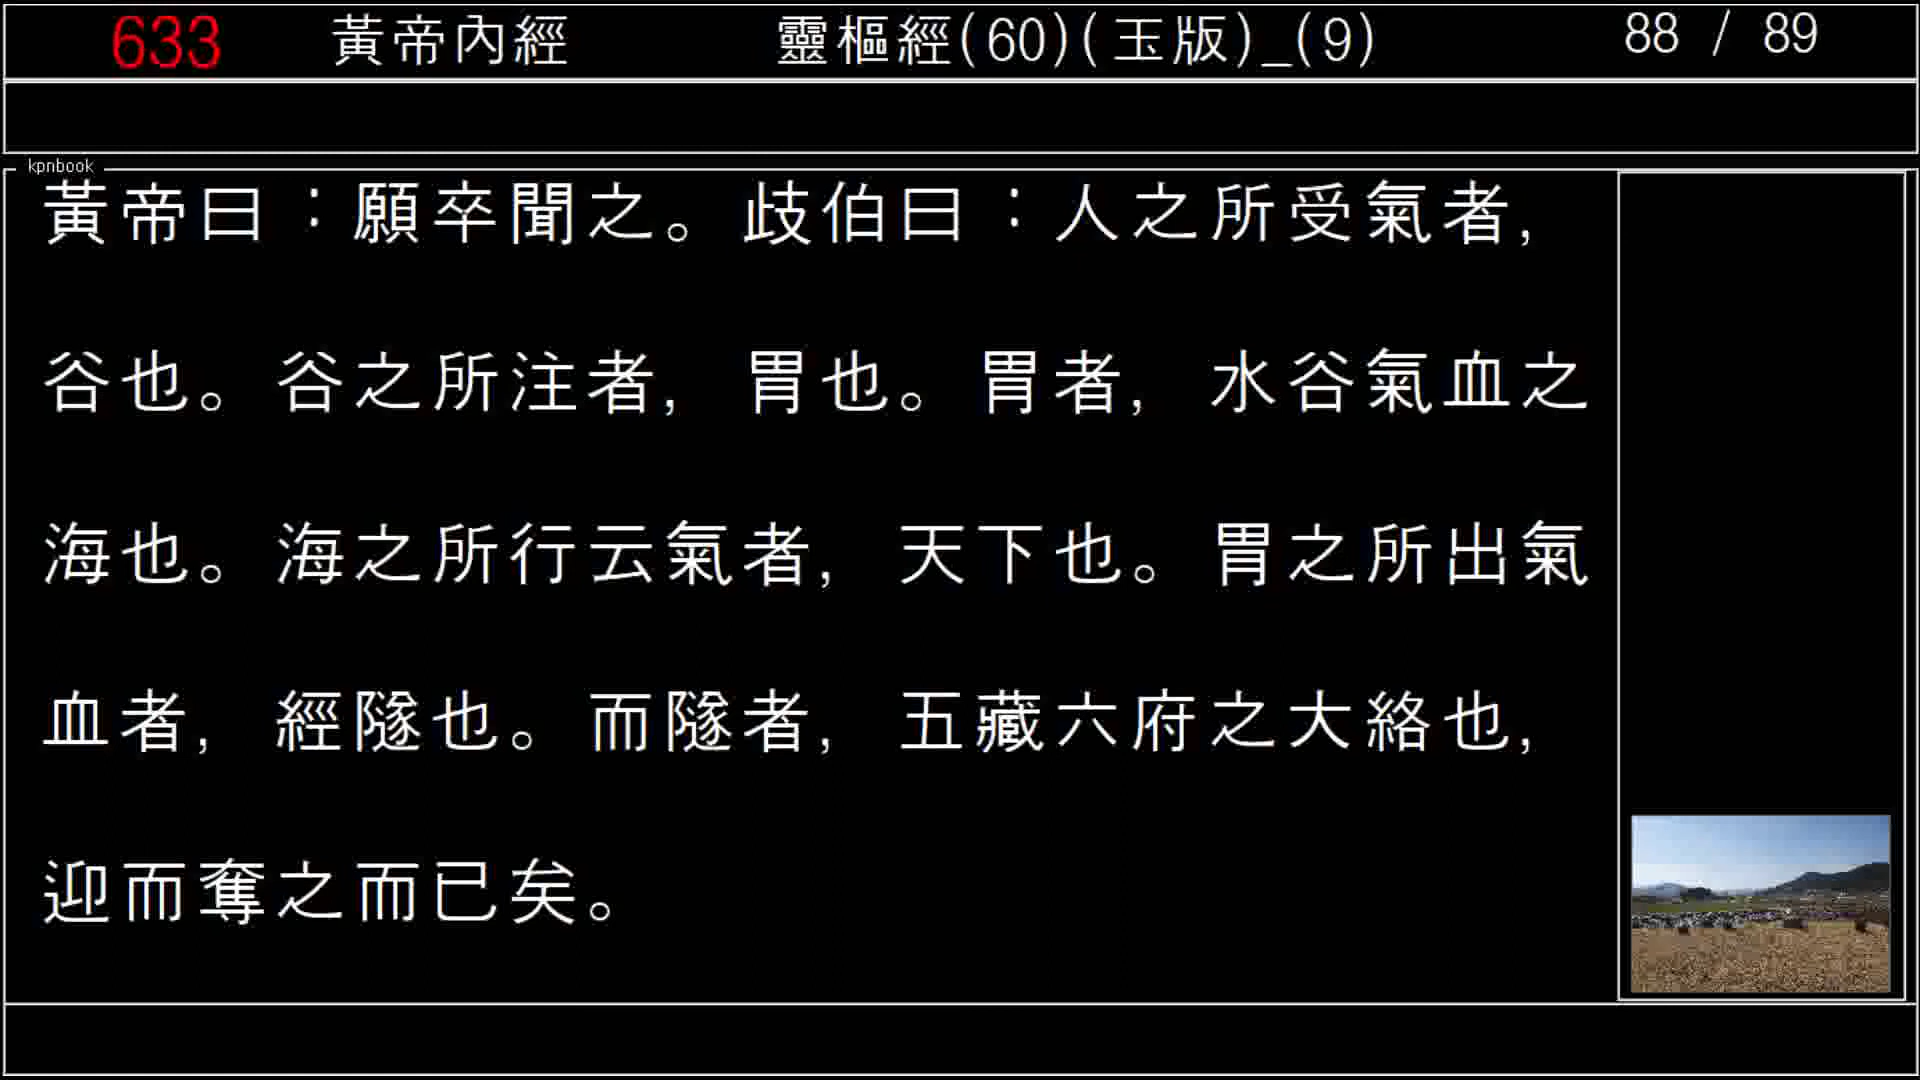 633 黃帝內經 靈樞經(60)(玉版)_(9) 88 / 89
kpnbook
黃帝曰：願卒聞之。歧伯曰：人之所受氣者,
谷也。谷之所注者, 胃也。胃者, 水谷氣血之
海也。海之所行云氣者, 天下也。胃之所出氣
血者, 經隧也。而隧者, 五藏六府之大絡也,
迎而奪之而已矣。